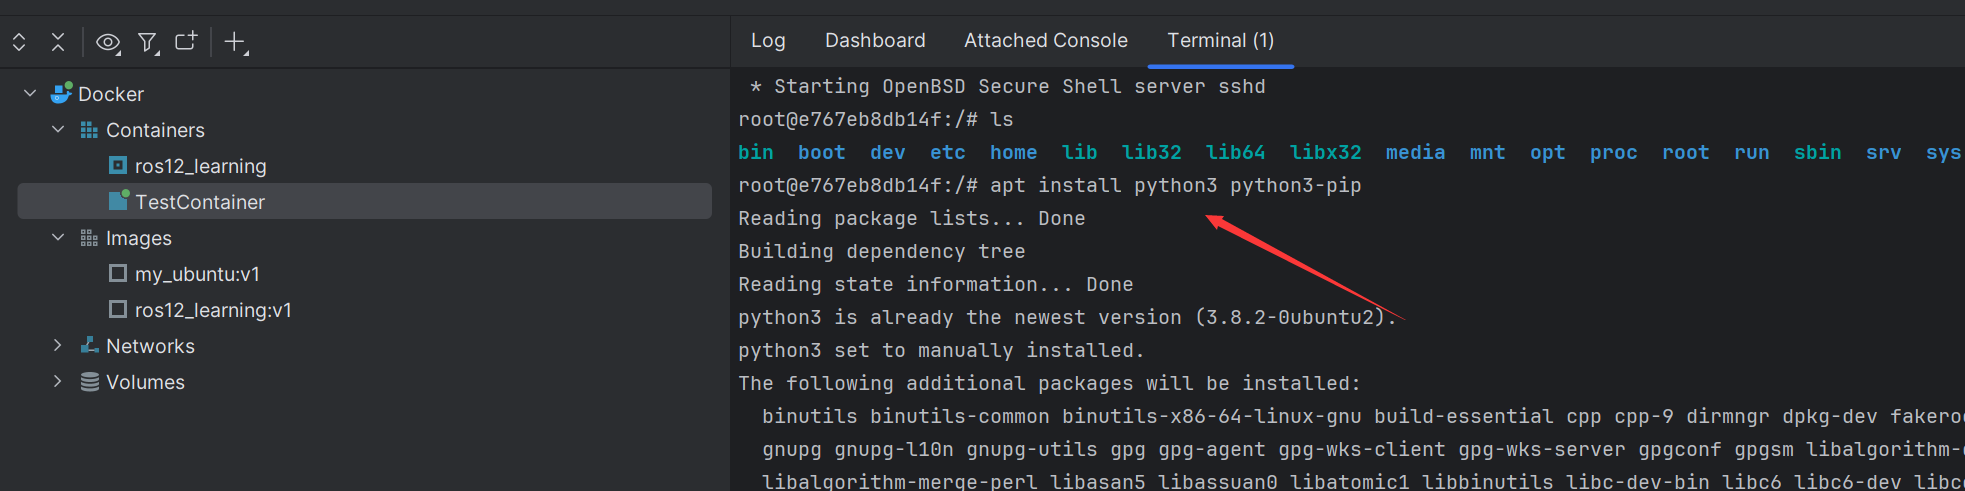 Log Dashboard Attached Console Terminal (1)
Docker
Containers
ros12_learning
TestContainer
Images
my_ubuntu:v1
ros12_learning:v1
Networks
Volumes
* Starting OpenBSD Secure Shell server sshd
root@e767eb8db14f:/# ls
bin boot dev etc home lib lib32 lib64 libx32 media mnt opt proc root run sbin srv sys
root@e767eb8db14f:/# apt install python3 python3-pip
Reading package lists... Done
Building dependency tree
Reading state information... Done
python3 is already the newest version (3.8.2-0ubuntu2).
python3 set to manually installed.
The following additional packages will be installed:
binutils binutils-common binutils-x86-64-linux-gnu build-essential cpp cpp-9 dirmngr dpkg-dev
gnupg gnupg-l10n gnupg-utils gpg gpg-agent gpg-wks-client gpg-wks-server gpgconf gpgsm
libalgorithm-merge-perl libasan5 libassuan0 libatomic1 libbinutils libc-dev-bin libc6 libc6-dev